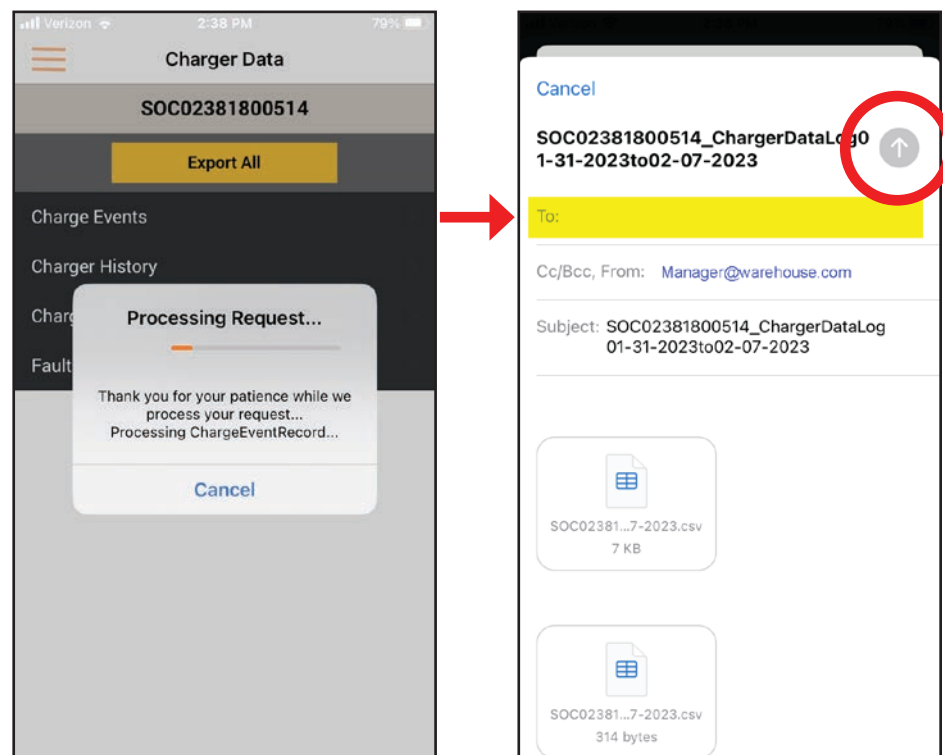 Verizon 2:38 PM 79%
Charger Data
SOC02381800514
Export All
Charge Events
Charger History
Charg
Fault
Processing Request...
Thank you for your patience while we
process your request...
Processing ChargeEventRecord...
Cancel
Cancel
SOC02381800514_ChargerDataLog0
1-31-2023to02-07-2023
To:
Cc/Bcc, From: Manager@warehouse.com
Subject: SOC02381800514_ChargerDataLog
01-31-2023to02-07-2023
SOC02381...7-2023.csv
7 KB
SOC02381...7-2023.csv
314 bytes